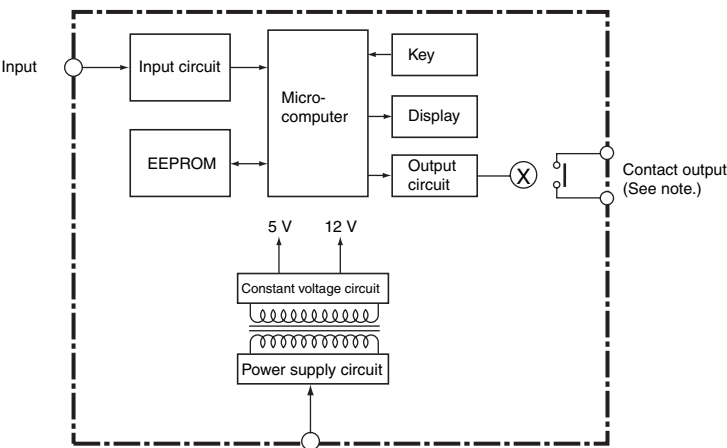 Input
Input circuit
Key
Micro-
computer
Display
EEPROM
Output
circuit
X
Contact output
(See note.)
5 V
12 V
Constant voltage circuit
Power supply circuit